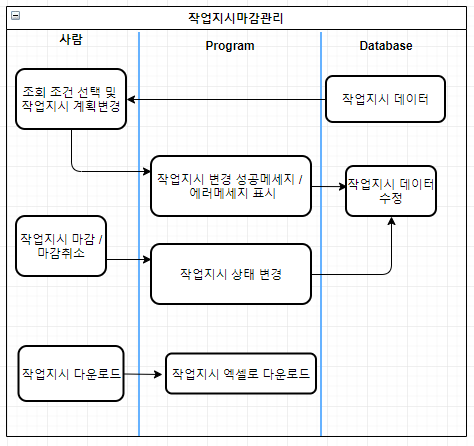 작업지시마감관리
사람
Program
Database
조회 조건 선택 및
작업지시 계획변경
작업지시 데이터
작업지시 변경 성공메세지 /
에러메세지 표시
작업지시 데이터
수정
작업지시 마감 /
마감취소
작업지시 상태 변경
작업지시 다운로드
작업지시 엑셀로 다운로드